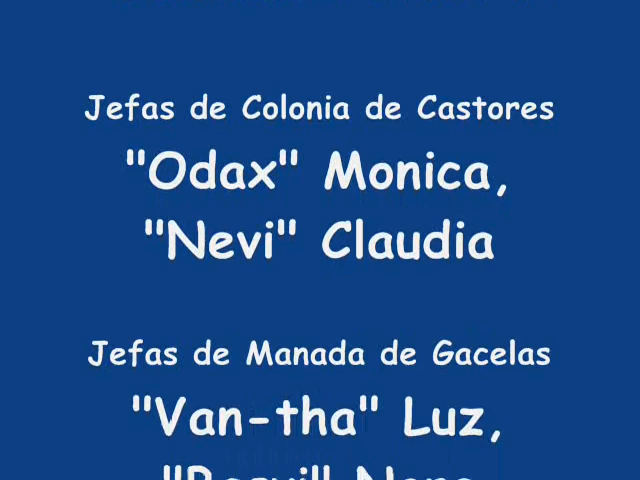 Jefas de Colonia de Castores
"Odax" Monica,
"Nevi" Claudia
Jefas de Manada de Gacelas
"Van-tha" Luz,